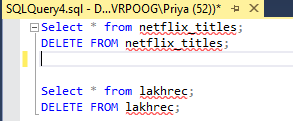 SQLQuery4.sql - D...VRPOOG\Priya (52))*
Select * from netflix_titles;
DELETE FROM netflix_titles;
Select * from lakhrec;
DELETE FROM lakhrec;